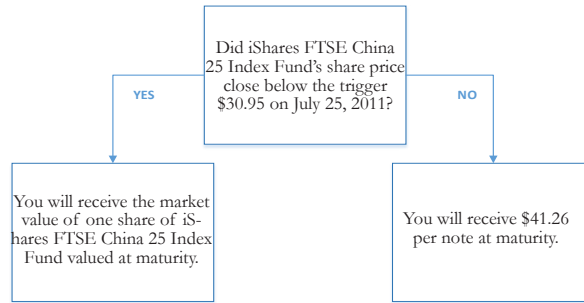 Did iShares FTSE China
25 Index Fund's share price
close below the trigger
$30.95 on July 25, 2011?
YES
NO
You will receive the market
value of one share of iS-
hares FTSE China 25 Index
Fund valued at maturity.
You will receive $41.26
per note at maturity.